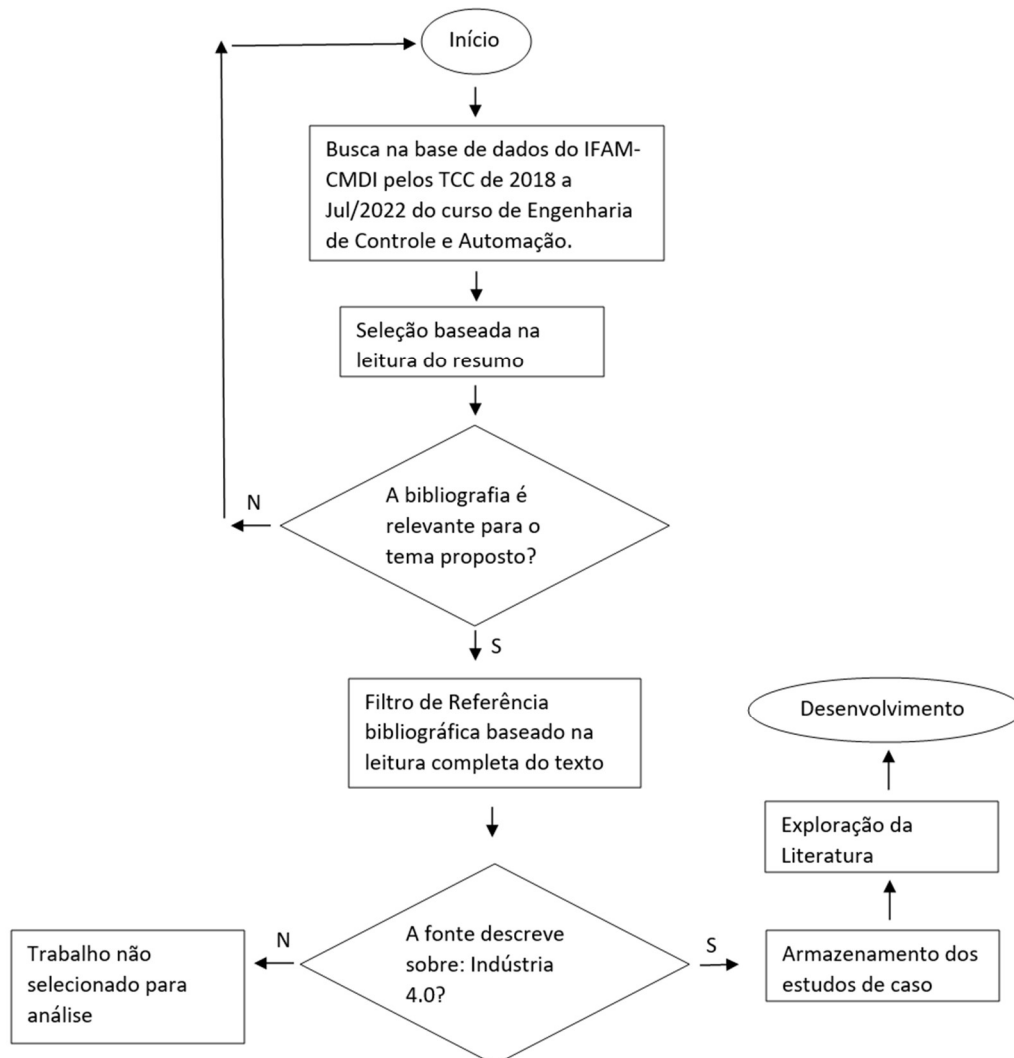 Início
Busca na base de dados do IFAM-
CMDI pelos TCC de 2018 a
Jul/2022 do curso de Engenharia
de Controle e Automação.
Seleção baseada na
leitura do resumo
A bibliografia é
relevante para o
tema proposto?
N
S
Filtro de Referência
bibliográfica baseado na
leitura completa do texto
A fonte descreve
sobre: Indústria
4.0?
N
Trabalho não
selecionado para
análise
S
Armazenamento dos
estudos de caso
Exploração da
Literatura
Desenvolvimento